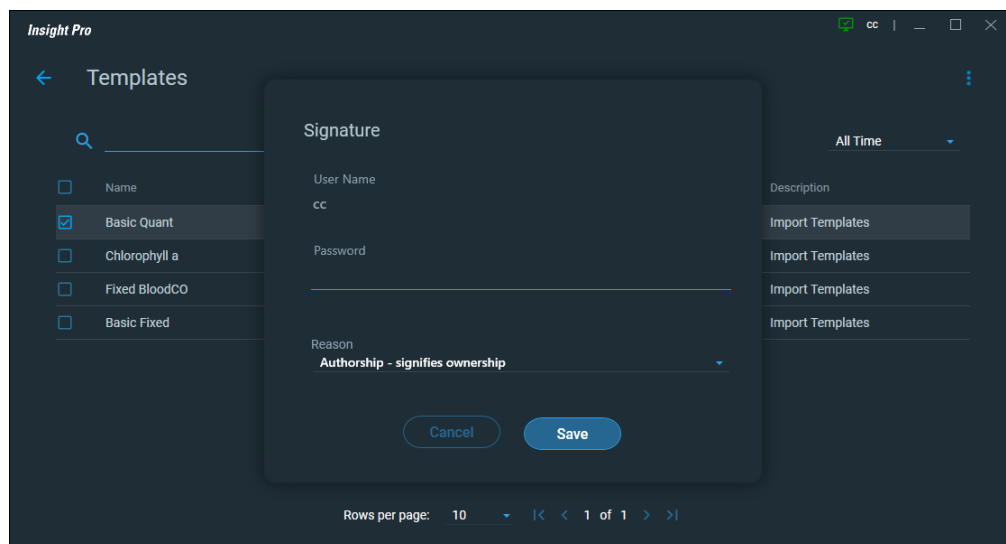 Insight Pro
cc |
Templates
All Time
Name
Description
Basic Quant
Import Templates
Chlorophyll a
Import Templates
Fixed BloodCO
Import Templates
Basic Fixed
Import Templates
Signature
User Name
cc
Password
Reason
Authorship - signifies ownership
Cancel
Save
Rows per page: 10 |< < 1 of 1 > >|